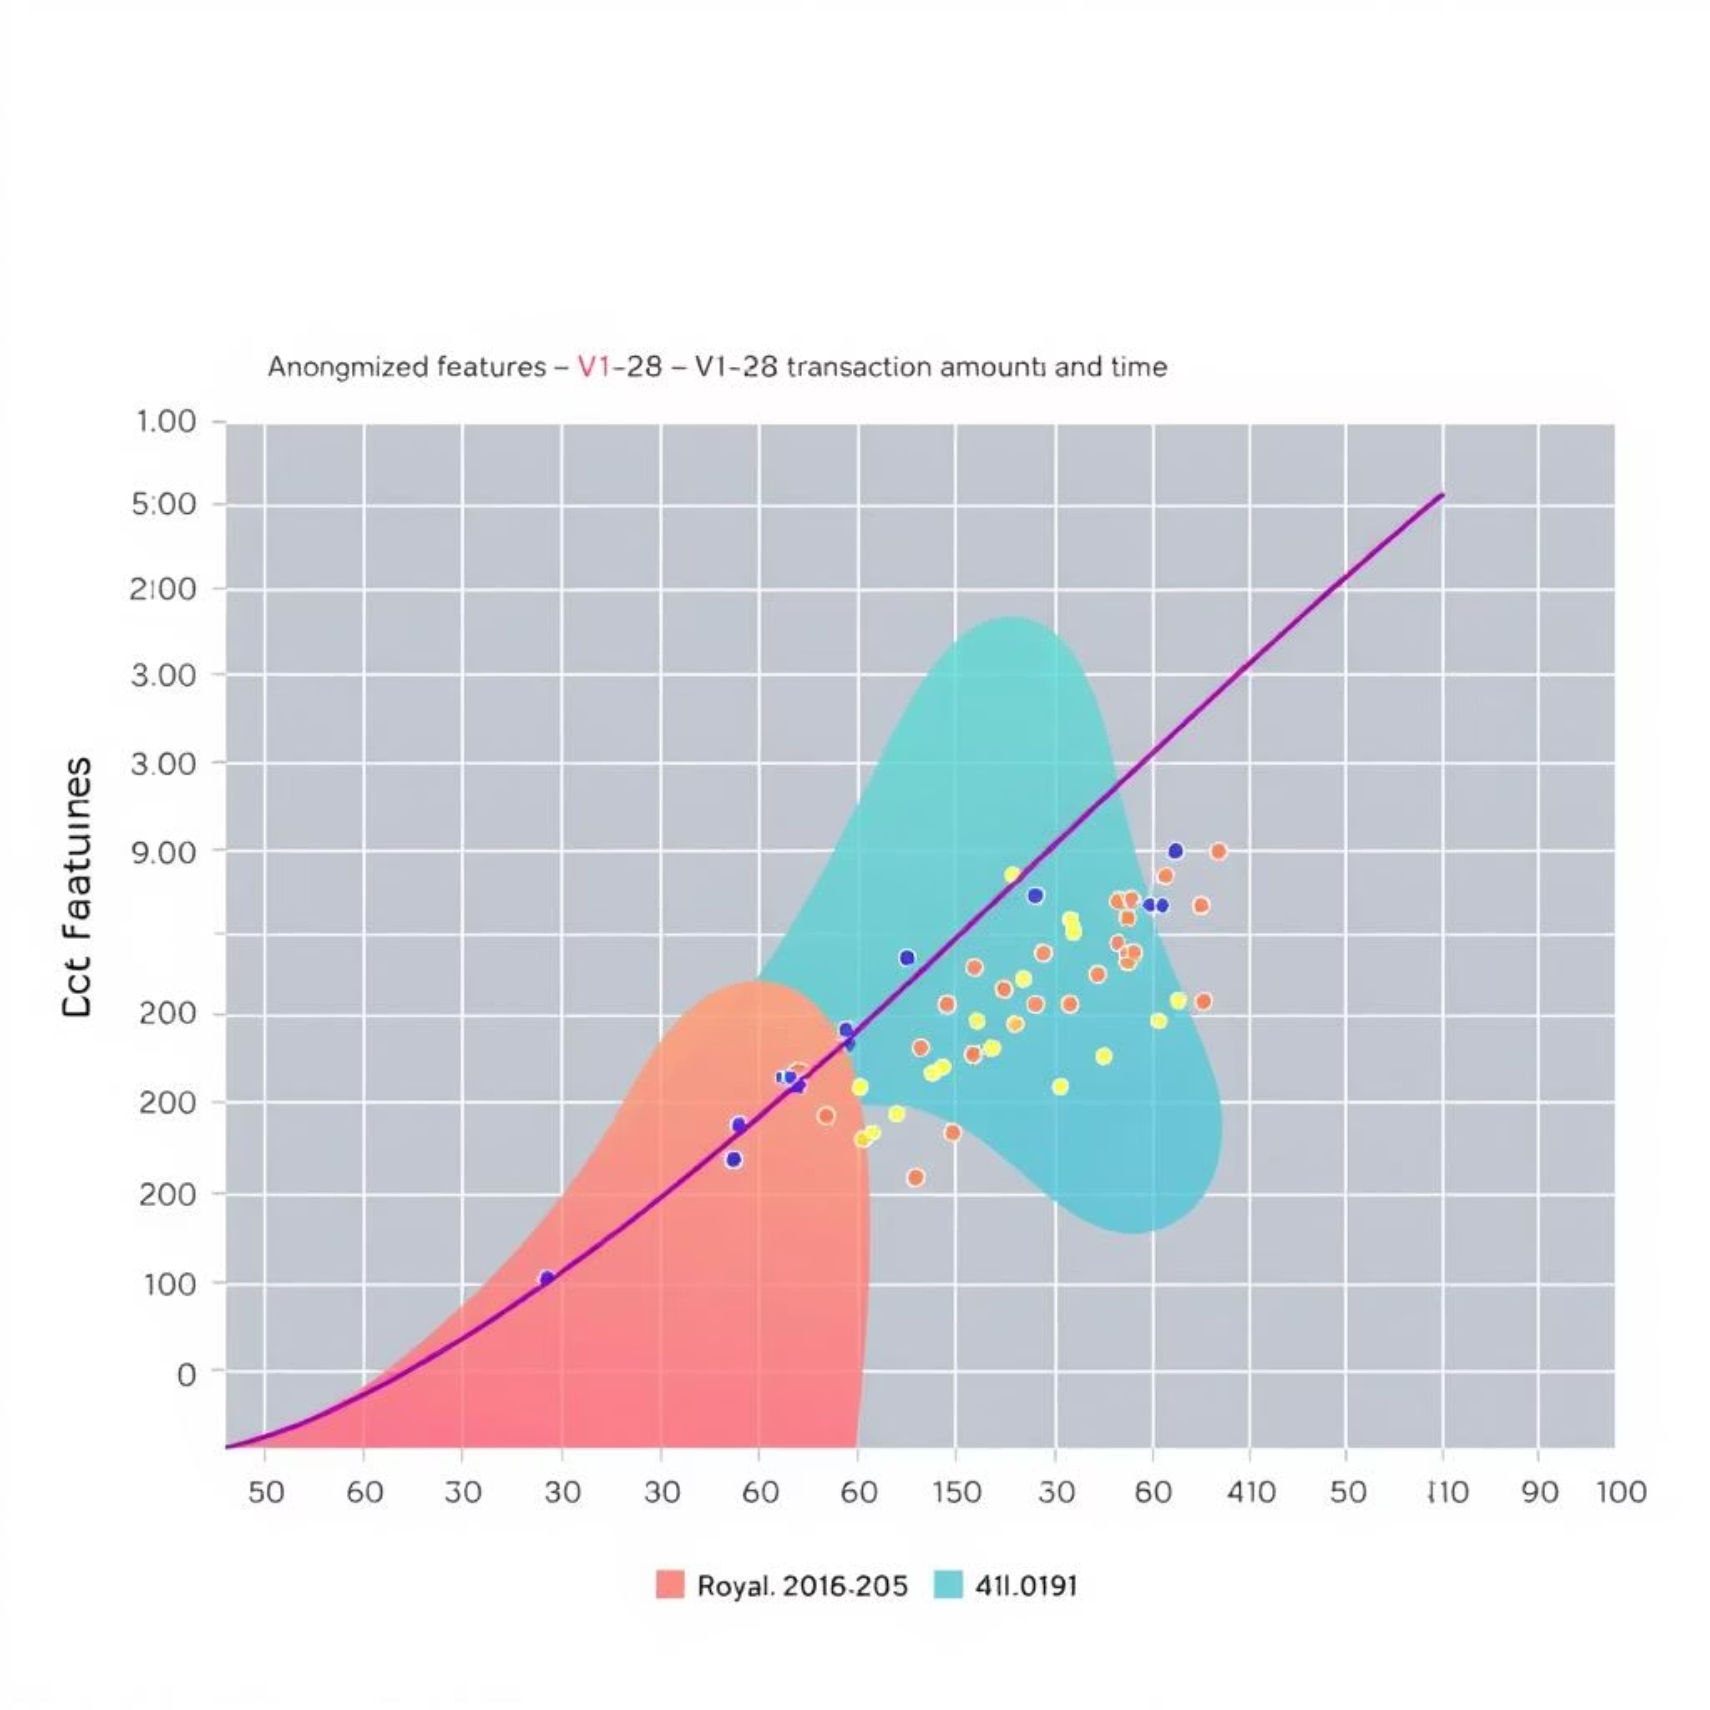 Anongmized features – V1-28 – V1-28 transaction amounti and time
1.00
5:00
2:00
3.00
3.00
9.00
200
200
200
100
0
Cct Faatuines
50 60 30 30 30 60 60 150 30 60 410 50 110 90 100
Royal. 2016-205 41l.0191